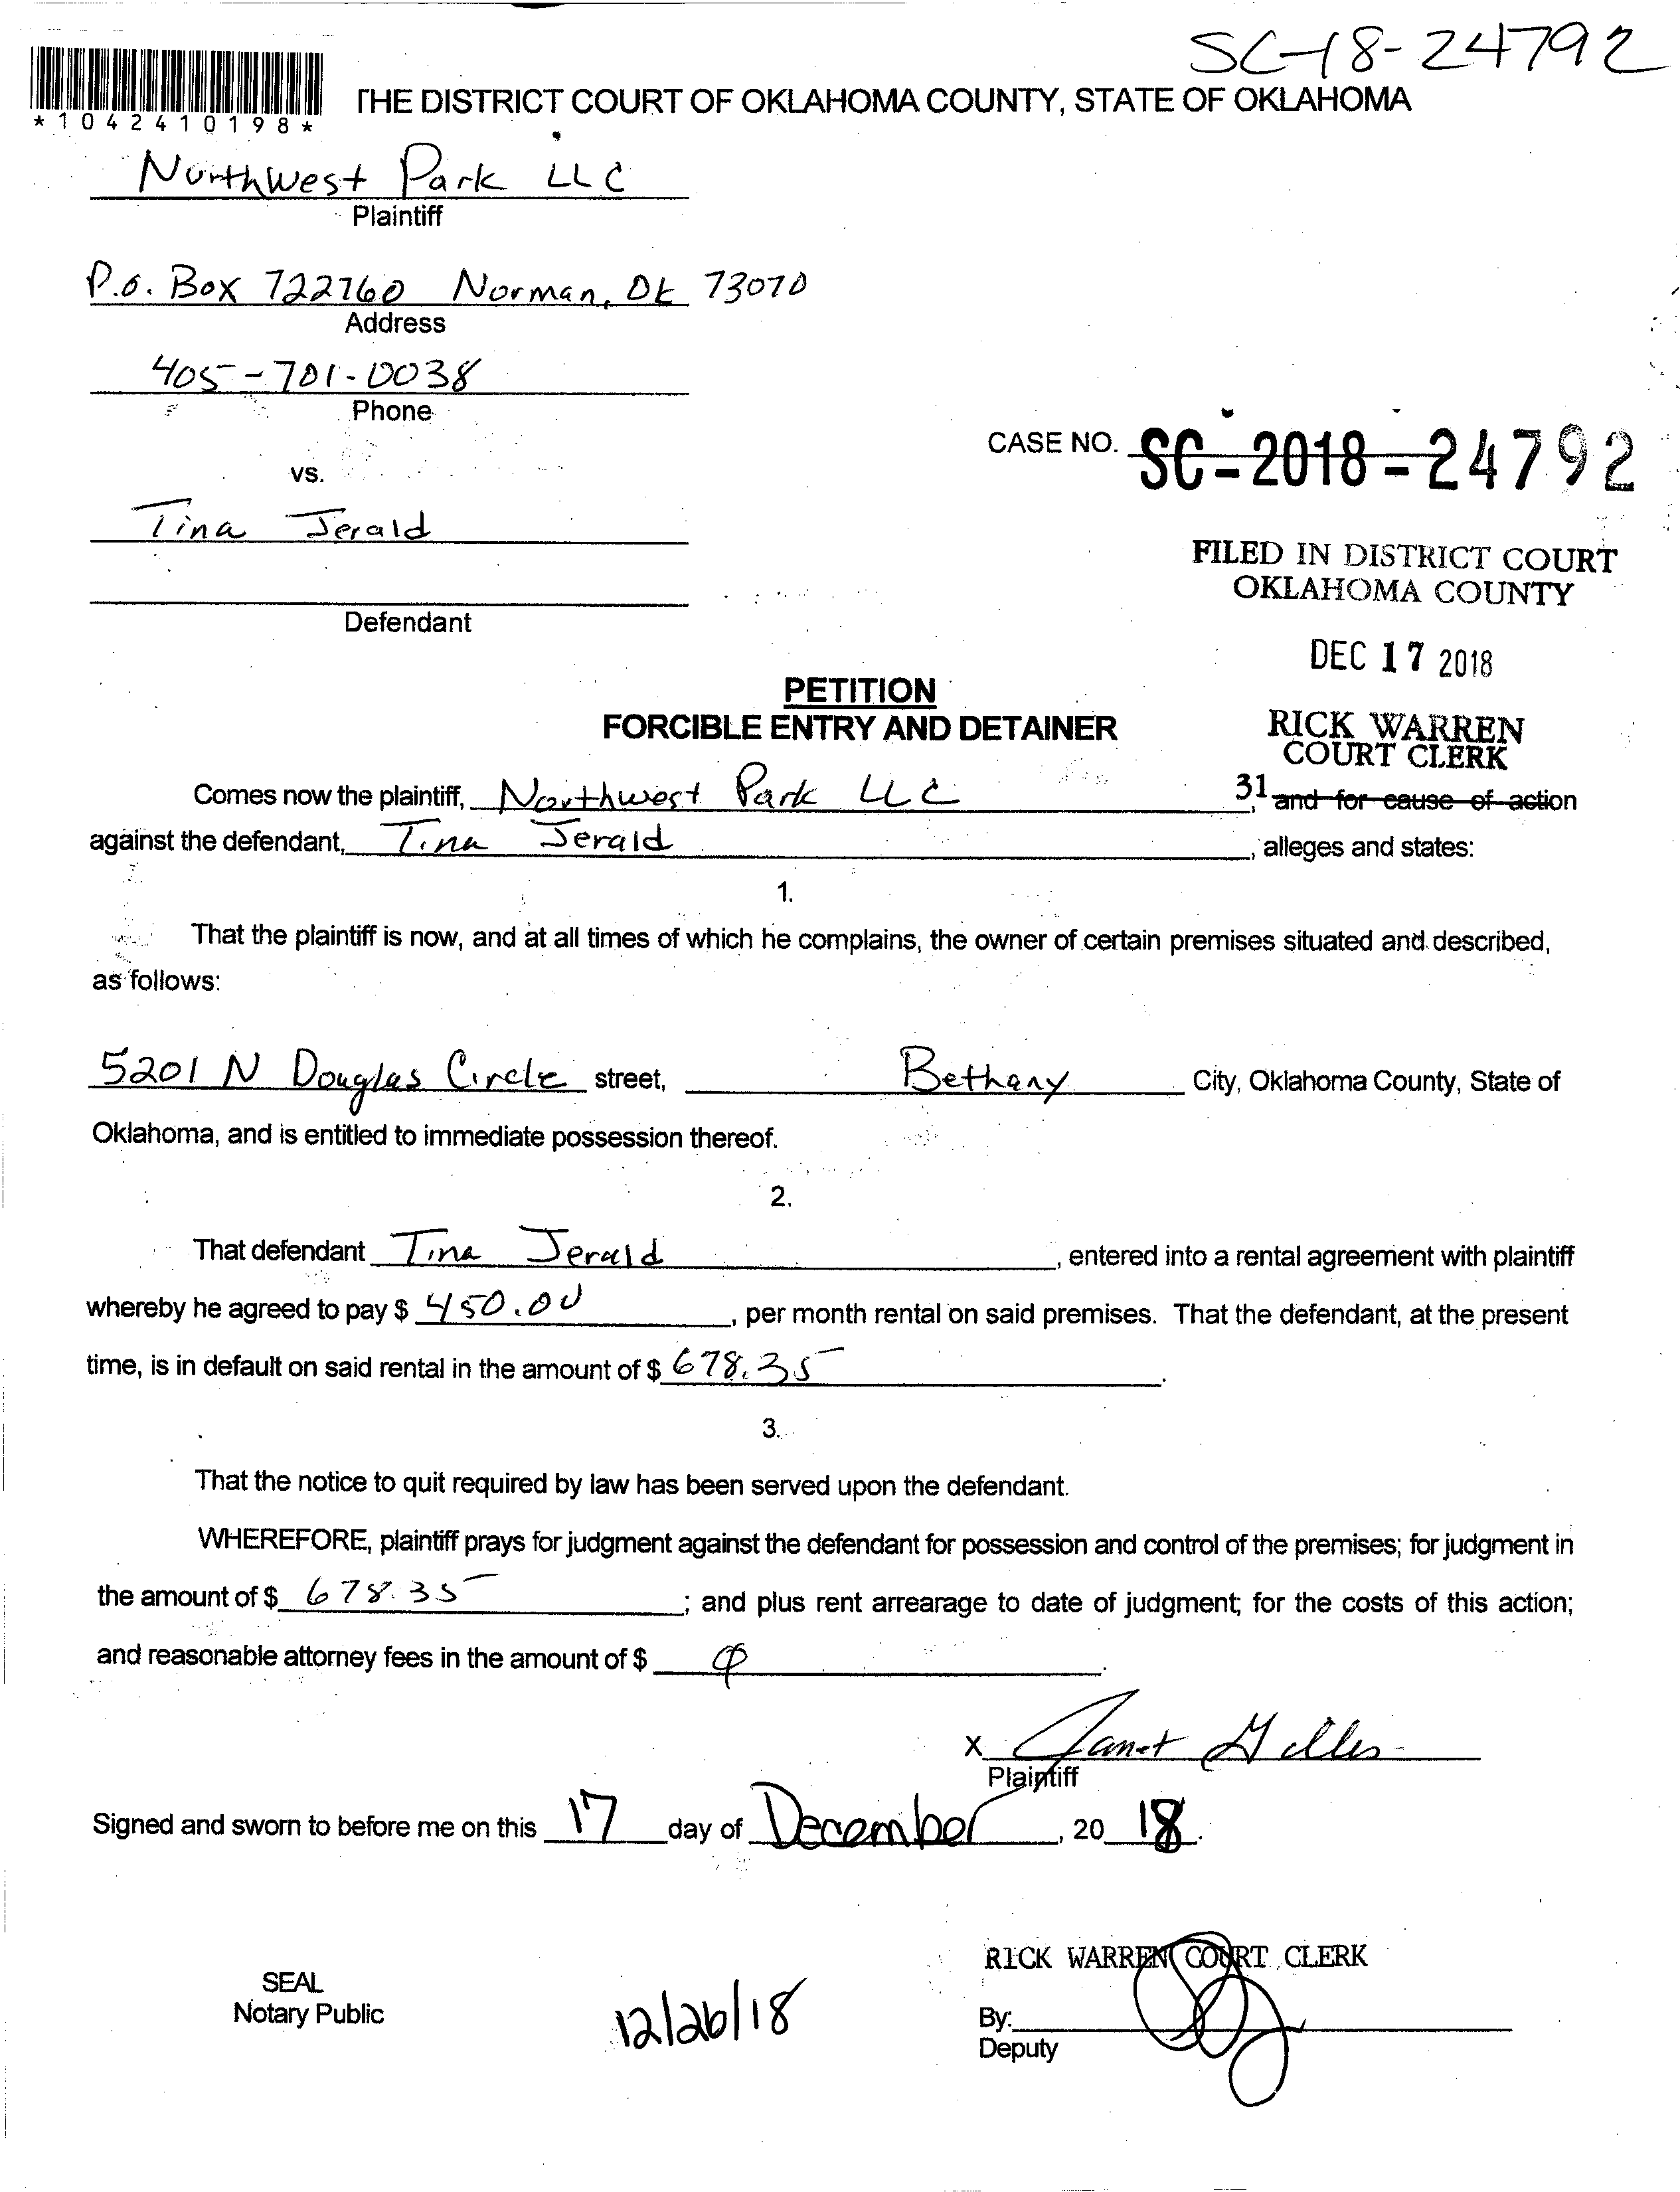 SC-18-24792
*1042410198*
THE DISTRICT COURT OF OKLAHOMA COUNTY, STATE OF OKLAHOMA
Northwest Park LLC
Plaintiff
P.O. Box 722760 Norman, OK 73070
Address
405-701-0038
Phone
CASE NO. SC-2018-24792
vs.
Tina Jerald
FILED IN DISTRICT COURT
OKLAHOMA COUNTY
Defendant
DEC 17 2018
PETITION
FORCIBLE ENTRY AND DETAINER
RICK WARREN
COURT CLERK
31
Comes now the plaintiff, Northwest Park LLC, and for cause of action
against the defendant, Tina Jerald, alleges and states:
1.
That the plaintiff is now, and at all times of which he complains, the owner of certain premises situated and described,
as follows:
5201 N Douglas Circle street, Bethany City, Oklahoma County, State of
Oklahoma, and is entitled to immediate possession thereof.
2.
That defendant Tina Jerald, entered into a rental agreement with plaintiff
whereby he agreed to pay $ 450.00, per month rental on said premises. That the defendant, at the present
time, is in default on said rental in the amount of $ 678.35.
3.
That the notice to quit required by law has been served upon the defendant.
WHEREFORE, plaintiff prays for judgment against the defendant for possession and control of the premises; for judgment in
the amount of $ 678.35; and plus rent arrearage to date of judgment; for the costs of this action;
and reasonable attorney fees in the amount of $ φ.
X Janet
Plaintiff
Signed and sworn to before me on this 17 day of December, 20 18.
RICK WARREN COURT CLERK
SEAL
Notary Public
12/26/18
By:
Deputy